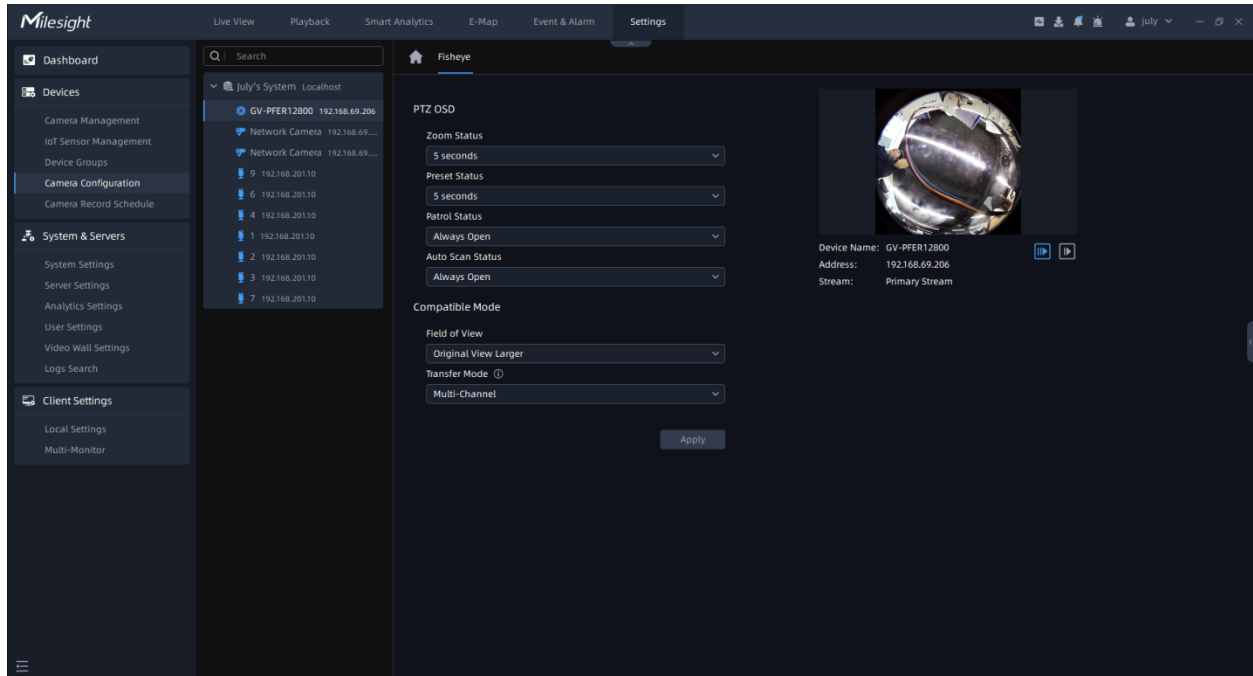 Milesight
Live View Playback Smart Analytics E-Map Event & Alarm Settings july
Dashboard
Devices
Camera Management
IoT Sensor Management
Device Groups
Camera Configuration
Camera Record Schedule
System & Servers
System Settings
Server Settings
Analytics Settings
User Settings
Video Wall Settings
Logs Search
Client Settings
Local Settings
Multi-Monitor
Search
July's System Localhost
GV-PFER12800 192.168.69.206
Network Camera 192.168.69....
Network Camera 192.168.69....
9 192.168.201.10
6 192.168.201.10
4 192.168.201.10
1 192.168.201.10
2 192.168.201.10
3 192.168.201.10
7 192.168.201.10
Fisheye
PTZ OSD
Zoom Status
5 seconds
Preset Status
5 seconds
Patrol Status
Always Open
Auto Scan Status
Always Open
Compatible Mode
Field of View
Original View Larger
Transfer Mode
Multi-Channel
Apply
Device Name: GV-PFER12800
Address: 192.168.69.206
Stream: Primary Stream